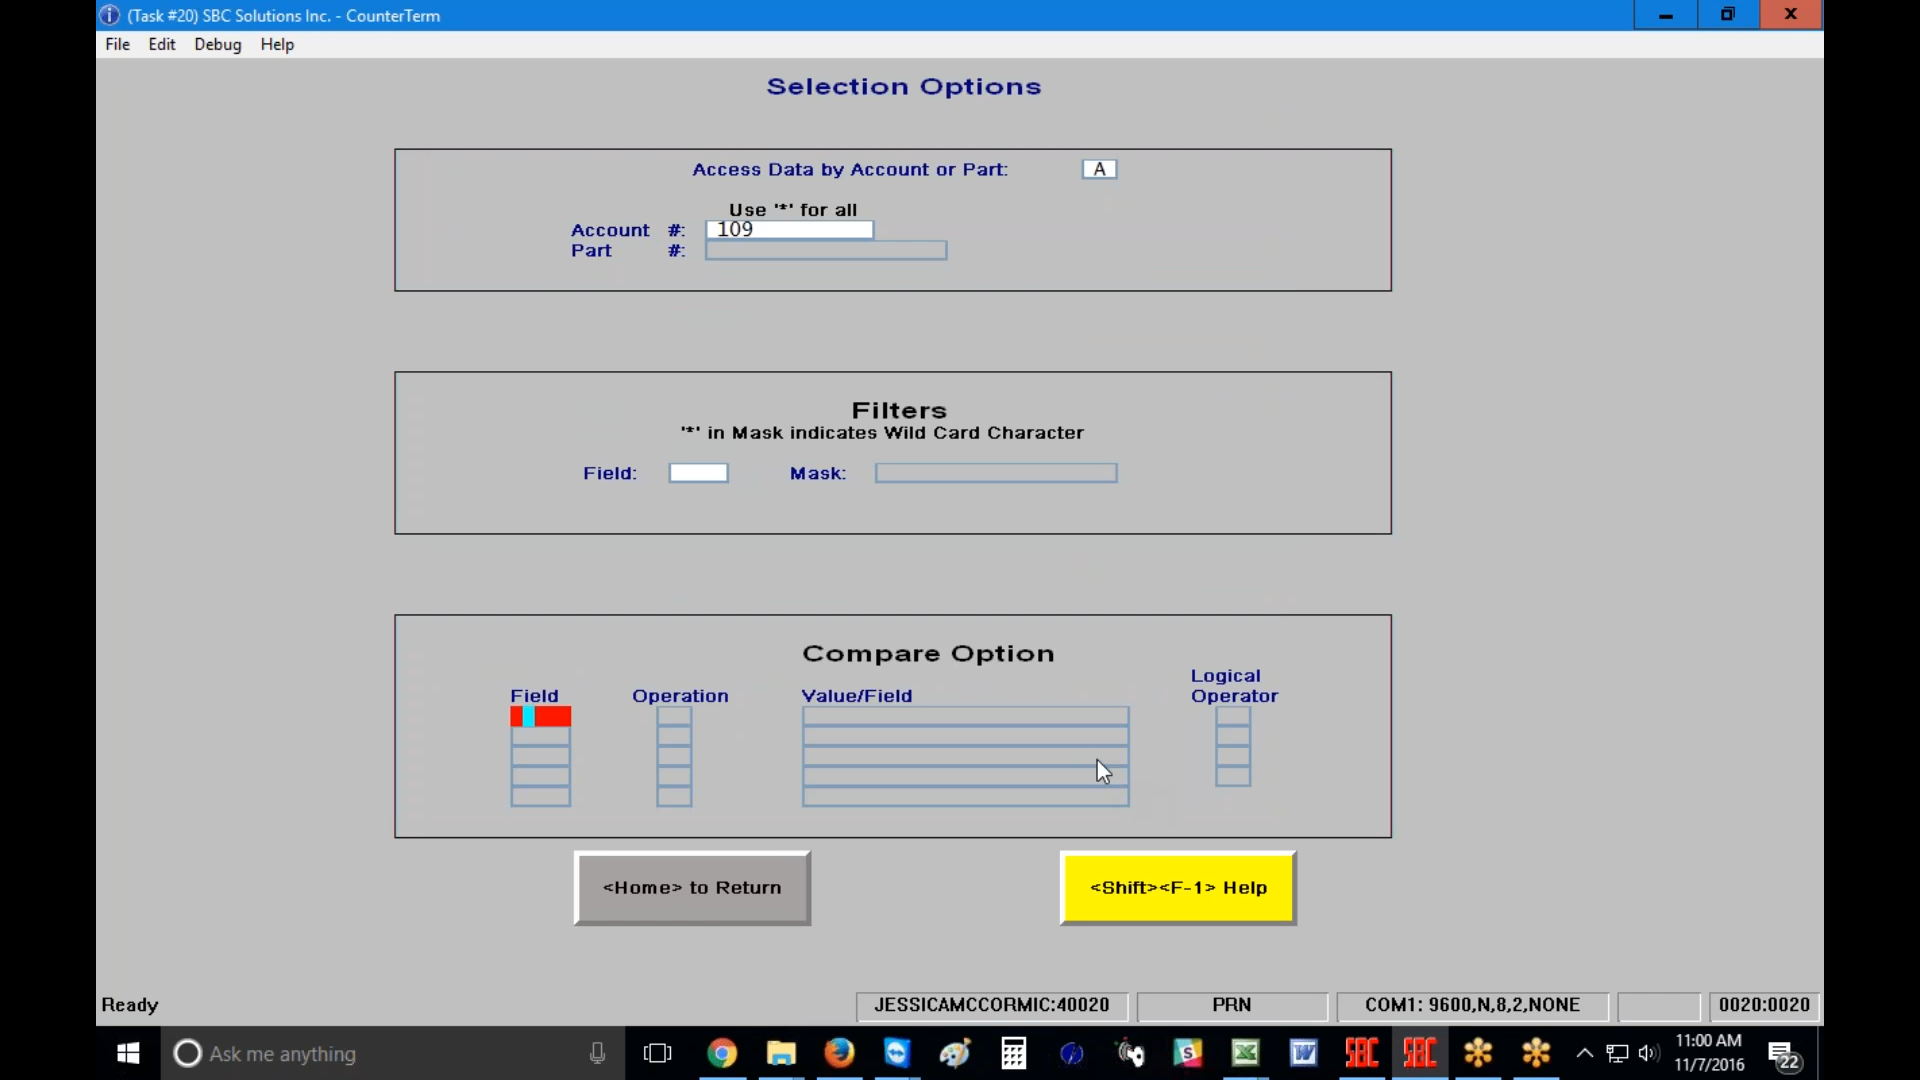 (Task #20) SBC Solutions Inc. - CounterTerm
File Edit Debug Help
Selection Options
Access Data by Account or Part: A
Use '*' for all
Account #: 109
Part #:
Filters
'*' in Mask indicates Wild Card Character
Field: Mask:
Compare Option
Field Operation Value/Field Logical Operator
<Home> to Return
<Shift><F-1> Help
Ready JESSICAMCCORMIC:40020 PRN COM1: 9600,N,8,2,NONE 0020:0020
Ask me anything
SBC SBC
11:00 AM
11/7/2016
22